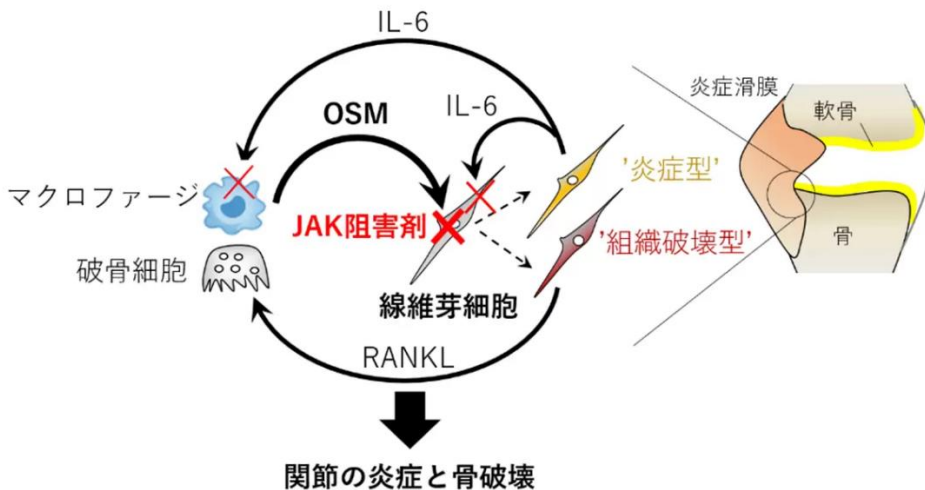 IL-6
OSM
IL-6
マクロファージ
JAK阻害剤
破骨細胞
線維芽細胞
RANKL
'炎症型'
'組織破壊型'
炎症滑膜
軟骨
骨
関節の炎症と骨破壊